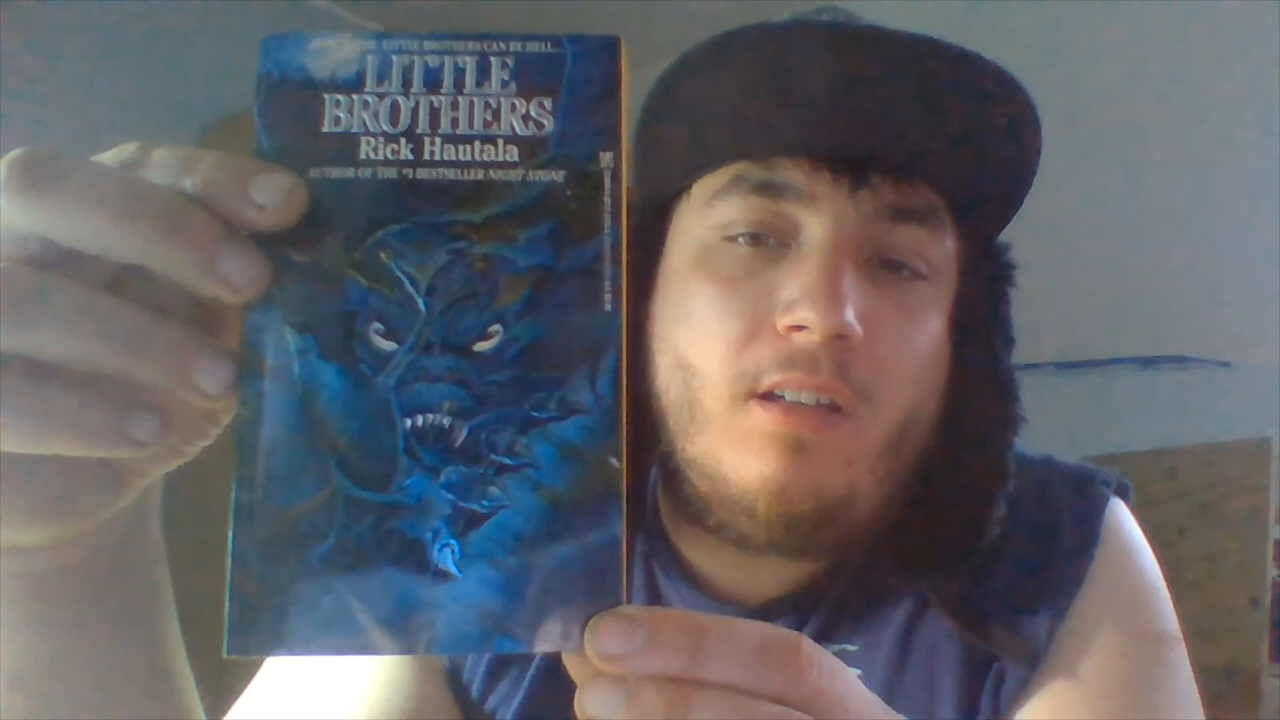 LITTLE BROTHERS CAN BE HELL...
LITTLE
BROTHERS
Rick Hautala
AUTHOR OF THE #1 BESTSELLER NIGHT STONE